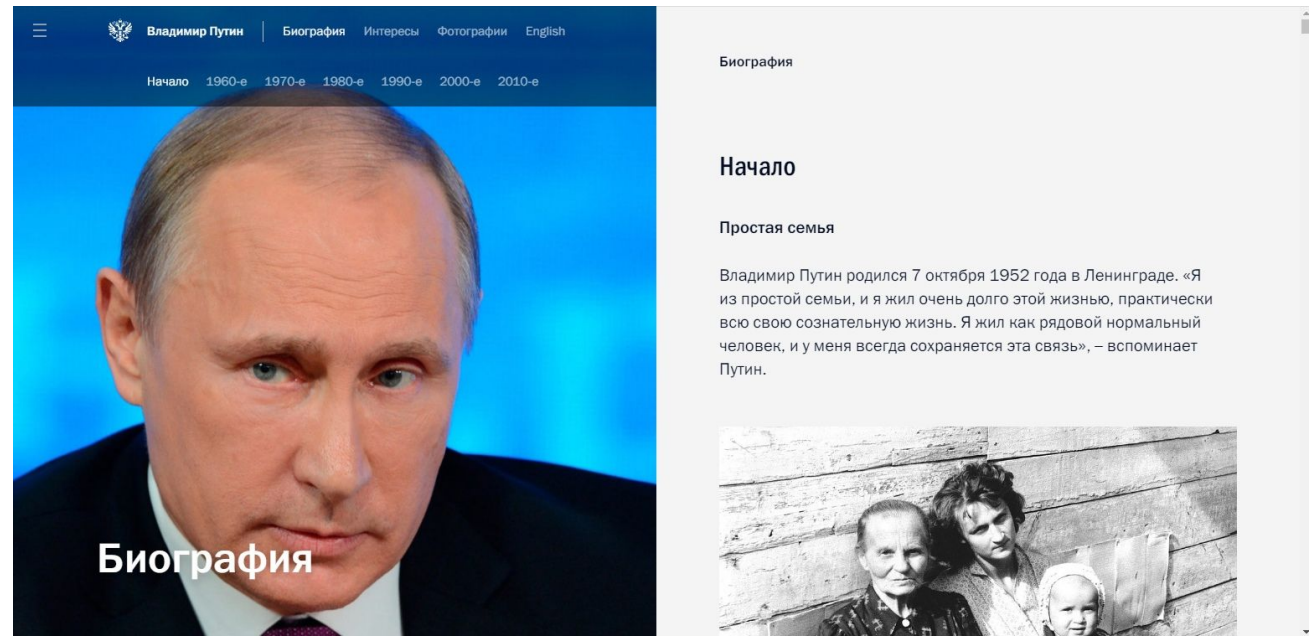 Владимир Путин
Биография Интересы Фотографии English
Начало 1960-е 1970-е 1980-е 1990-е 2000-е 2010-е
Биография
Биография
Начало
Простая семья
Владимир Путин родился 7 октября 1952 года в Ленинграде. «Я
из простой семьи, и я жил очень долго этой жизнью, практически
всю свою сознательную жизнь. Я жил как рядовой нормальный
человек, и у меня всегда сохраняется эта связь», – вспоминает
Путин.